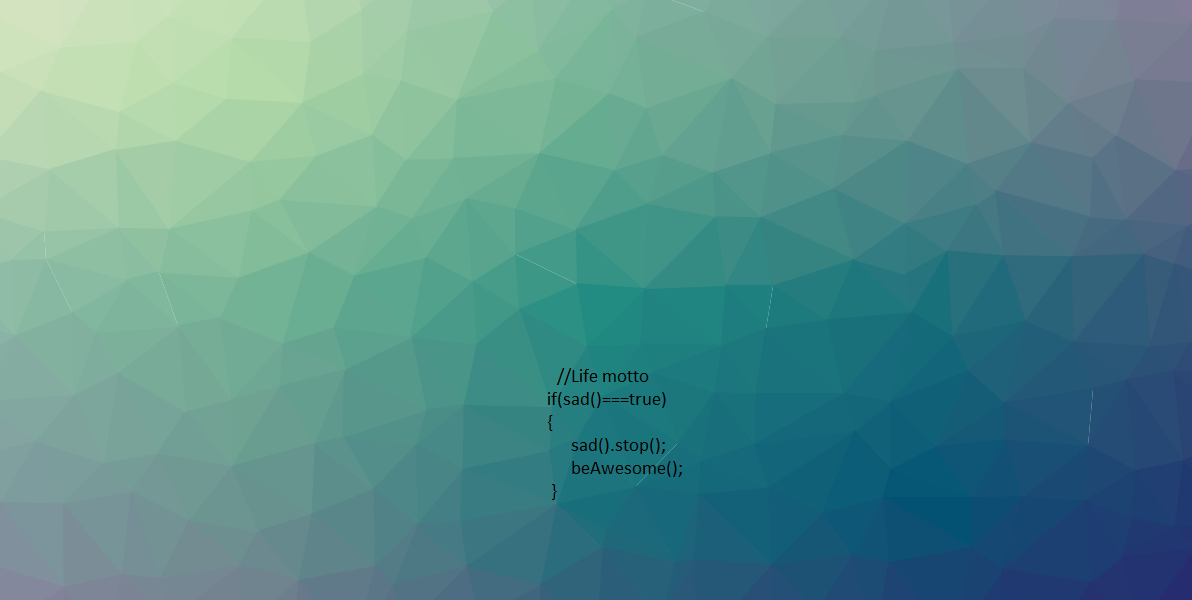 //Life motto
if(sad()===true)
{
sad().stop();
beAwesome();
}